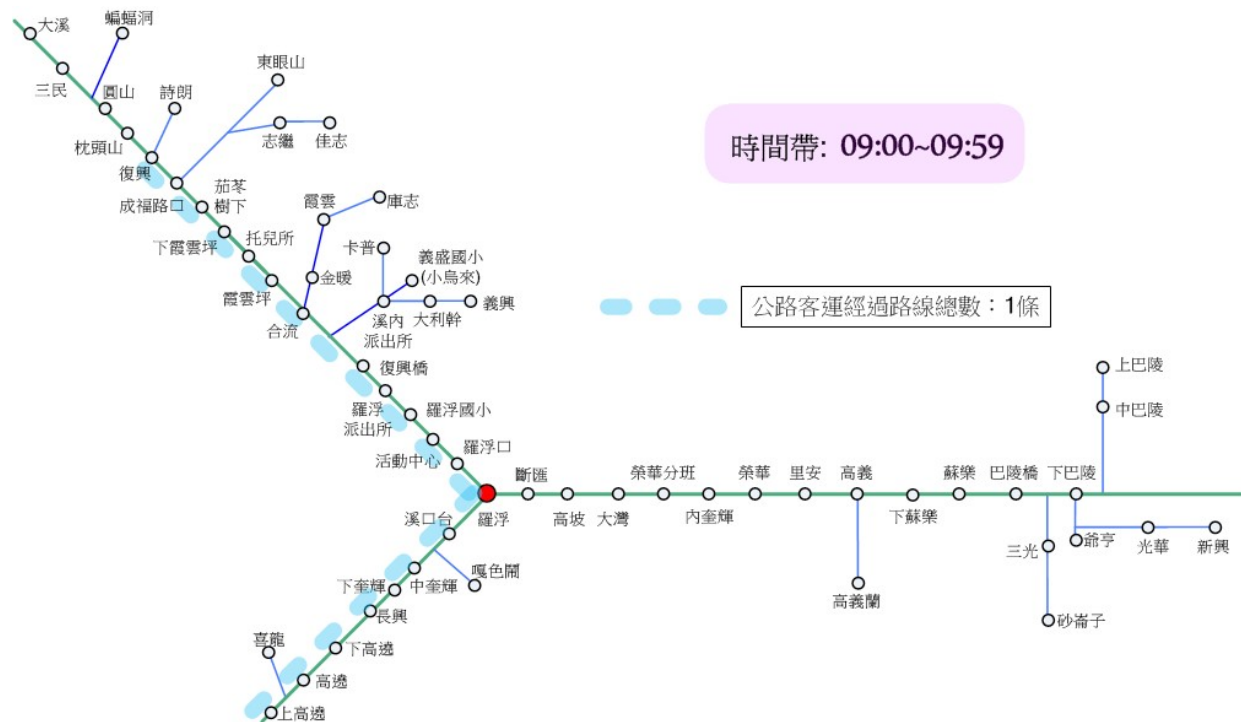 大溪
蝙蝠洞
三民
圓山
詩朗
東眼山
枕頭山
志繼
佳志
時間帶: 09:00~09:59
復興
成福路口
茄苳
樹下
霞雲
庫志
下霞雲坪
托兒所
卡普
義盛國小
(小烏來)
霞雲坪
金暖
合流
溪內
派出所
大利幹
義興
公路客運經過路線總數：1條
復興橋
羅浮
派出所
羅浮國小
活動中心
羅浮口
上巴陵
中巴陵
斷匯
榮華分班
榮華
里安
高義
蘇樂
巴陵橋
下巴陵
溪口台
羅浮
高坡
大灣
內奎輝
下蘇樂
三光
爺亨
光華
新興
下奎輝
中奎輝
嘎色鬧
高義蘭
長興
砂崙子
喜龍
下高遶
高遶
上高遶